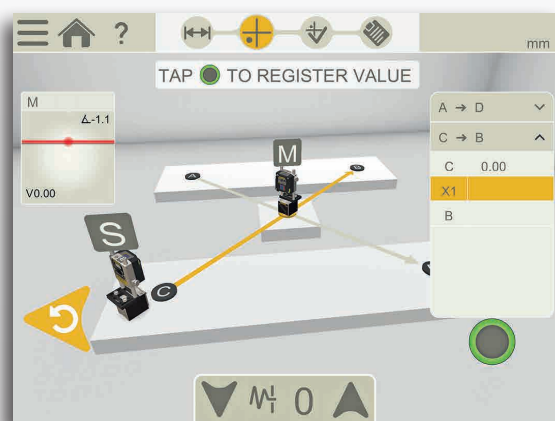 ?
mm
TAP TO REGISTER VALUE
M
∡-1.1
V0.00
A → D
C → B
C 0.00
X1
B
M
A
B
S
C
0